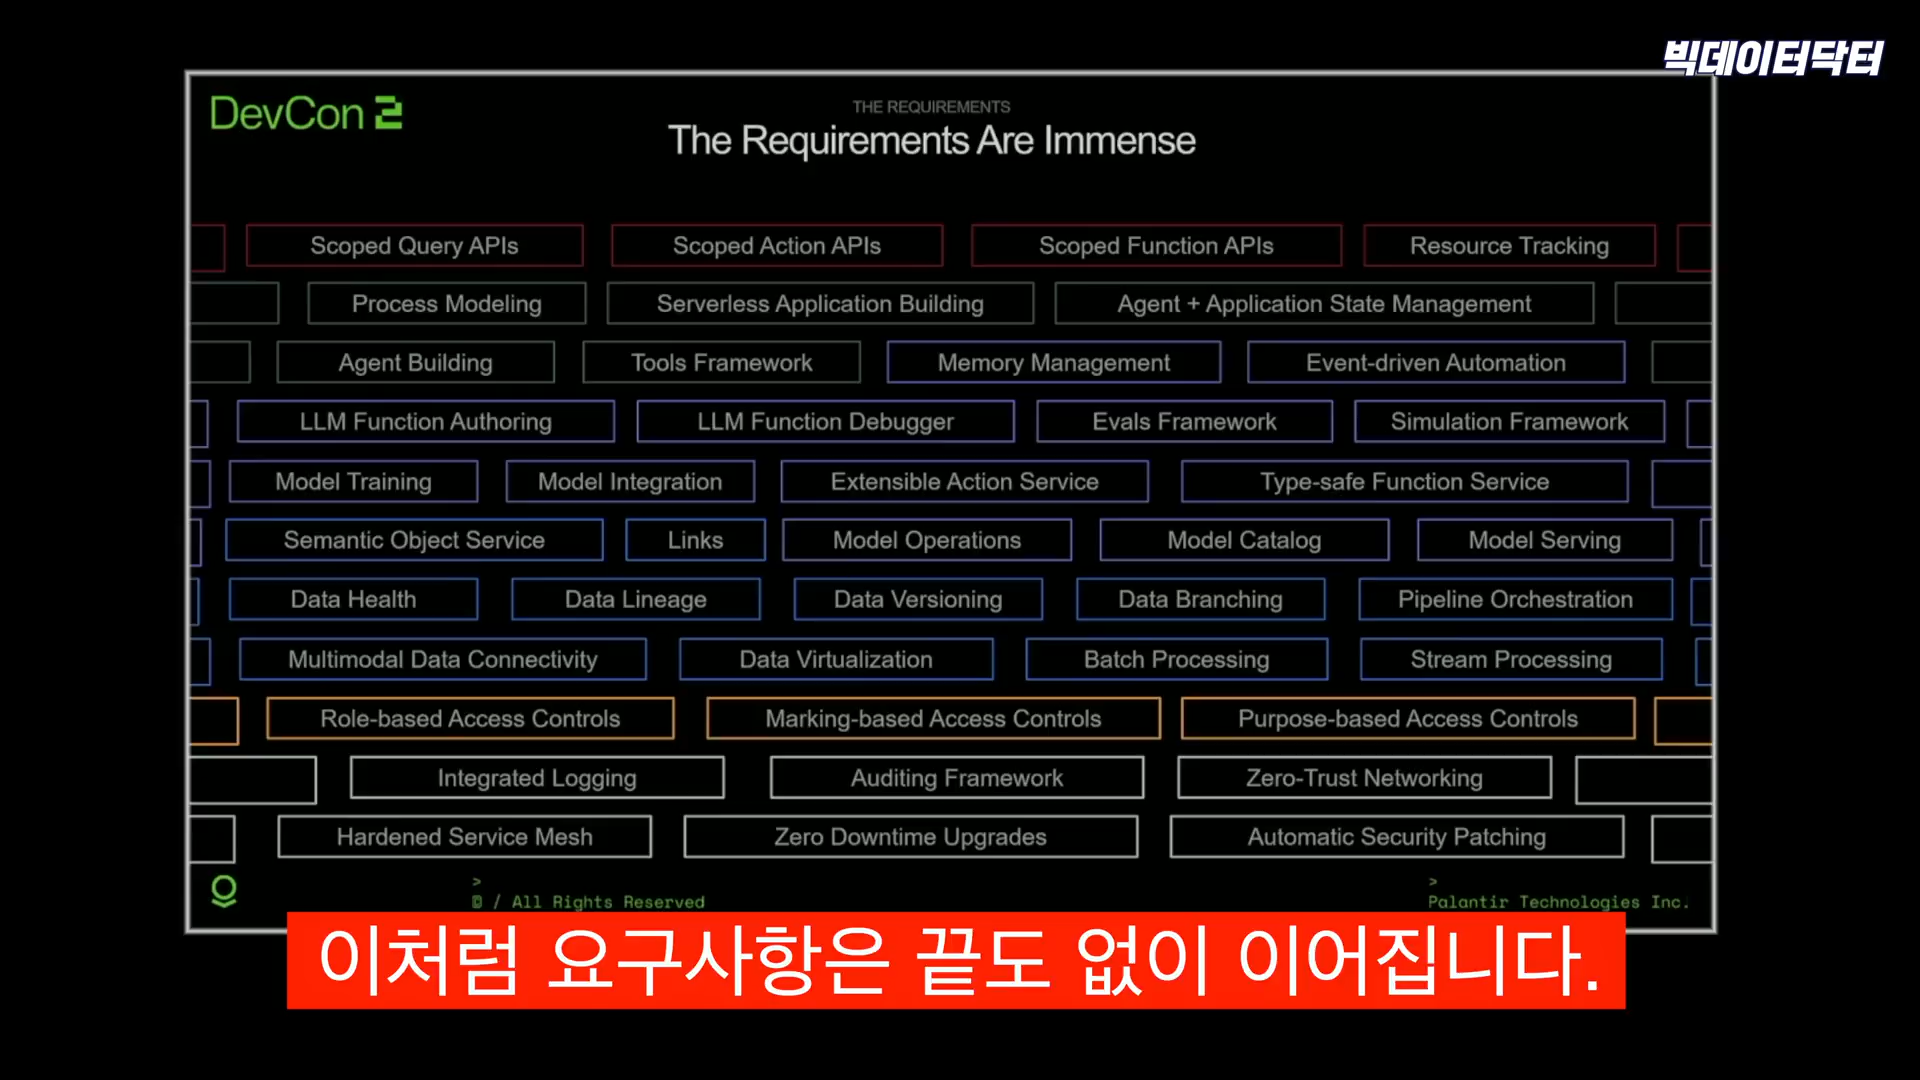 빅데이터닥터
DevCon 2
THE REQUIREMENTS
The Requirements Are Immense
Scoped Query APIs
Scoped Action APIs
Scoped Function APIs
Resource Tracking
Process Modeling
Serverless Application Building
Agent + Application State Management
Agent Building
Tools Framework
Memory Management
Event-driven Automation
LLM Function Authoring
LLM Function Debugger
Evals Framework
Simulation Framework
Model Training
Model Integration
Extensible Action Service
Type-safe Function Service
Semantic Object Service
Links
Model Operations
Model Catalog
Model Serving
Data Health
Data Lineage
Data Versioning
Data Branching
Pipeline Orchestration
Multimodal Data Connectivity
Data Virtualization
Batch Processing
Stream Processing
Role-based Access Controls
Marking-based Access Controls
Purpose-based Access Controls
Integrated Logging
Auditing Framework
Zero-Trust Networking
Hardened Service Mesh
Zero Downtime Upgrades
Automatic Security Patching
>
© / All Rights Reserved
>
Palantir Technologies Inc.
이처럼 요구사항은 끝도 없이 이어집니다.